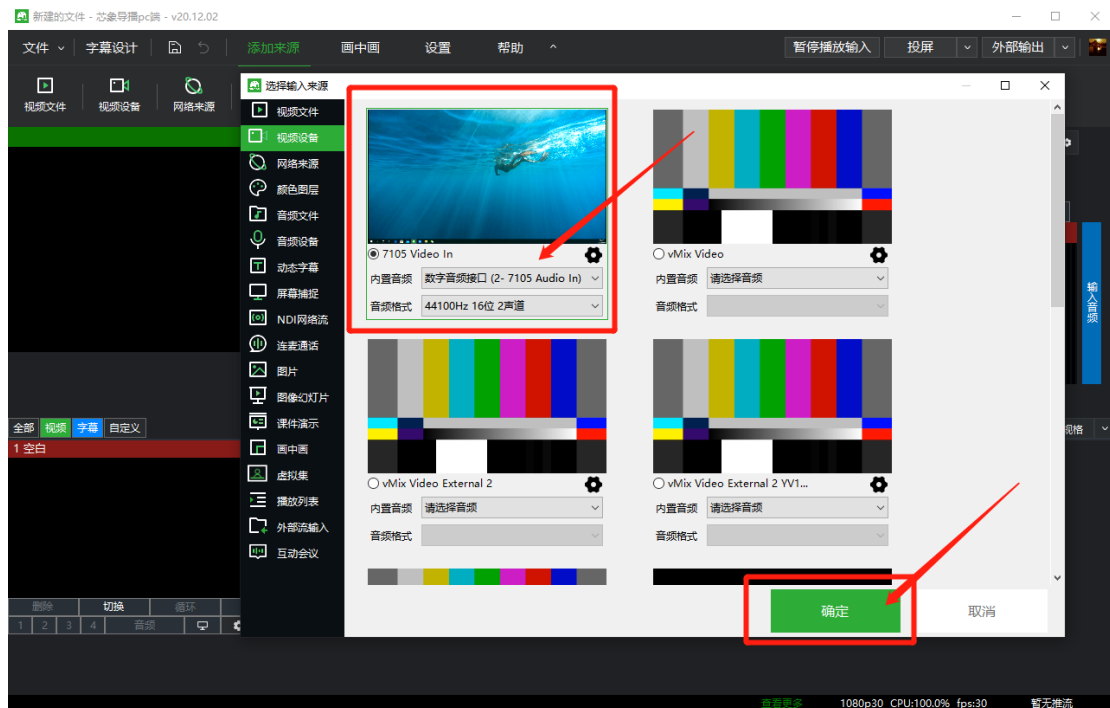 新建的文件 - 芯象导播pc端 - v20.12.02
文件 字幕设计 添加来源 画中画 设置 帮助 暂停播放输入 投屏 外部输出
视频文件 视频设备 网络来源
选择输入来源
视频文件
视频设备
网络来源
颜色图层
音频文件
音频设备
动态字幕
屏幕捕捉
NDI网络流
连麦通话
图片
图像幻灯片
课件演示
画中画
虚拟集
播放列表
外部流输入
互动会议
7105 Video In
内置音频 数字音频接口 (2- 7105 Audio In)
音频格式 44100Hz 16位 2声道
vMix Video
内置音频 请选择音频
音频格式
vMix Video External 2
内置音频 请选择音频
音频格式
vMix Video External 2 YV1...
内置音频 请选择音频
音频格式
确定 取消
输入音频
全部 视频 字幕 自定义
规格
1 空白
删除 切换 循环
1 2 3 4 音频
查看更多 1080p30 CPU:100.0% fps:30 暂无推流